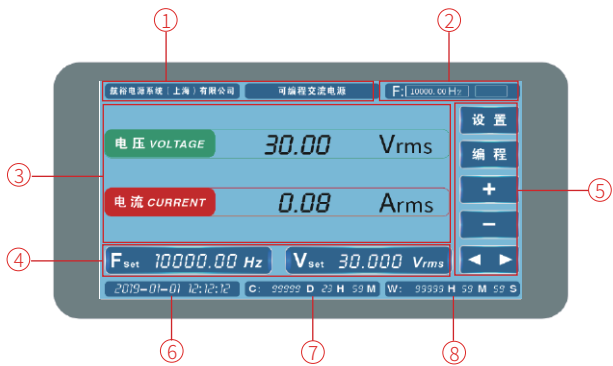 ① ②
航裕电源系统(上海)有限公司 可编程交流电源 F:[ 10000.00 Hz ]
设 置
电 压 VOLTAGE 30.00 Vrms
编 程
③ + ⑤
电 流 CURRENT 0.08 Arms
−
④ Fset 10000.00 Hz Vset 30.000 Vrms ◀ ▶
2019-01-01 12:12:12 C: 99999 D 23 H 59 M W: 99999 H 59 M 59 S
⑥ ⑦ ⑧